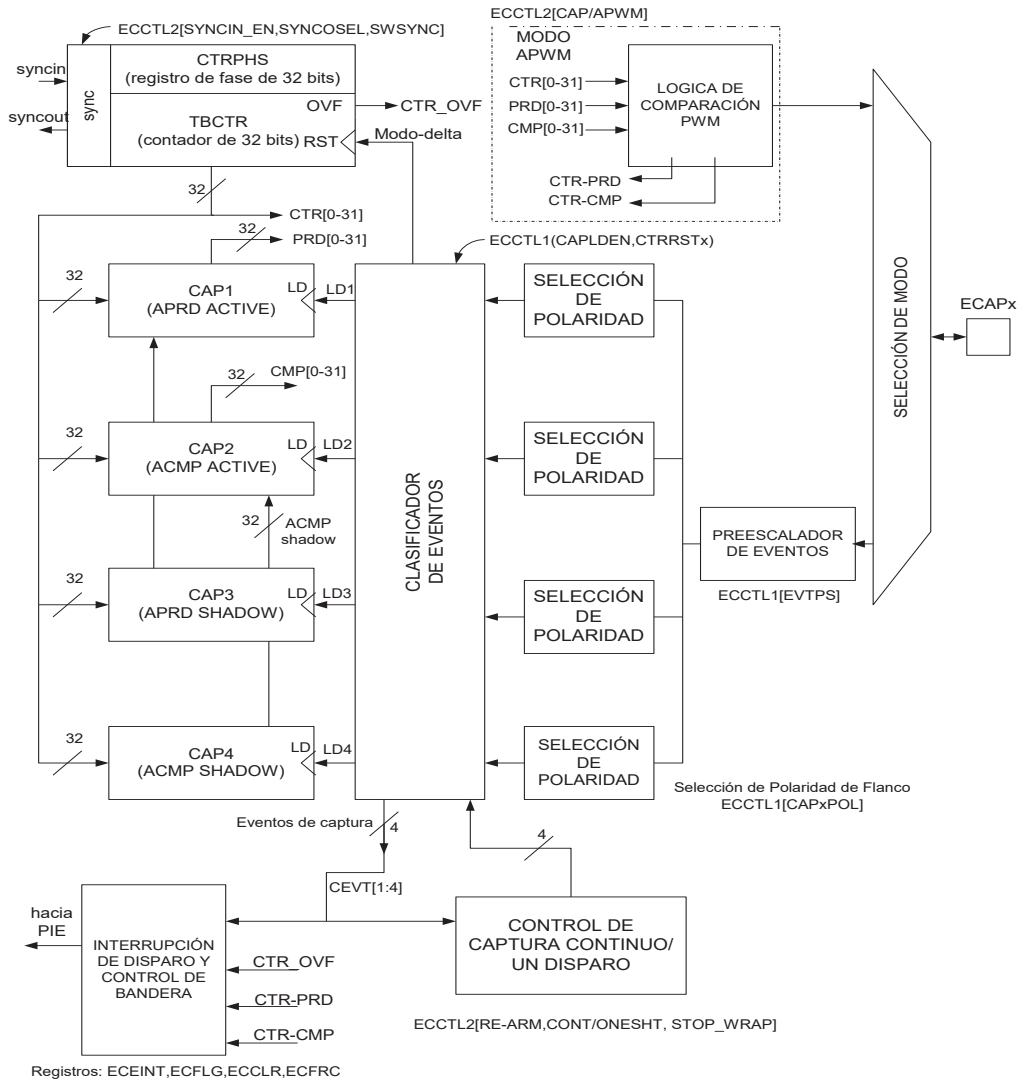 ECCTL2[SYNCIN_EN,SYNCOSEL,SWSYNC]
syncin
syncout
sync
CTRPHS
(registro de fase de 32 bits)
OVF
CTR_OVF
TBCTR
(contador de 32 bits)
RST
Modo-delta
ECCTL2[CAP/APWM]
MODO
APWM
CTR[0-31]
PRD[0-31]
CMP[0-31]
LOGICA DE
COMPARACIÓN
PWM
CTR-PRD
CTR-CMP
32
CTR[0-31]
32
PRD[0-31]
ECCTL1(CAPLDEN,CTRRSTx)
32
CAP1
(APRD ACTIVE)
LD
LD1
SELECCIÓN
DE
POLARIDAD
ECAPx
SELECCIÓN DE MODO
32
CMP[0-31]
32
CAP2
(ACMP ACTIVE)
LD
LD2
SELECCIÓN
DE
POLARIDAD
CLASIFICADOR
DE EVENTOS
32
ACMP
shadow
PREESCALADOR
DE EVENTOS
ECCTL1[EVTPS]
32
CAP3
(APRD SHADOW)
LD
LD3
SELECCIÓN
DE
POLARIDAD
32
CAP4
(ACMP SHADOW)
LD
LD4
SELECCIÓN
DE
POLARIDAD
Selección de Polaridad de Flanco
ECCTL1[CAPxPOL]
Eventos de captura
4
4
CEVT[1:4]
hacia
PIE
INTERRUPCIÓN
DE DISPARO Y
CONTROL DE
BANDERA
CTR_OVF
CTR-PRD
CTR-CMP
CONTROL DE
CAPTURA CONTINUO/
UN DISPARO
ECCTL2[RE-ARM,CONT/ONESHT, STOP_WRAP]
Registros: ECEINT,ECFLG,ECCLR,ECFRC